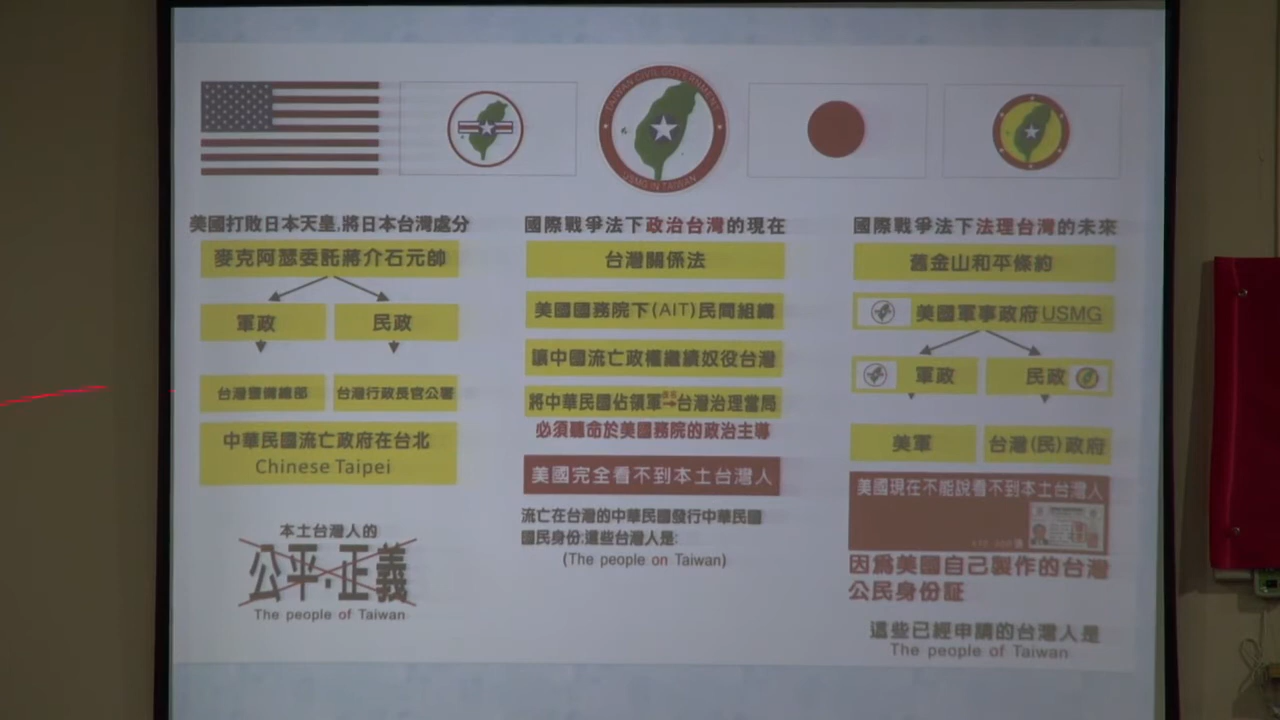 TAIWAN CIVIL GOVERNMENT
USMG IN TAIWAN
美國打敗日本天皇,將日本台灣處分
麥克阿瑟委託蔣介石元帥
軍政
民政
台灣警備總部
台灣行政長官公署
中華民國流亡政府在台北
Chinese Taipei
本土台灣人的
公平.正義
The people of Taiwan
國際戰爭法下政治台灣的現在
台灣關係法
美國國務院下(AIT)民間組織
讓中國流亡政權繼續奴役台灣
將中華民國佔領軍→台灣治理當局
必須聽命於美國務院的政治主導
美國完全看不到本土台灣人
流亡在台灣的中華民國發行中華民國
國民身份:這些台灣人是:
(The people on Taiwan)
國際戰爭法下法理台灣的未來
舊金山和平條約
美國軍事政府USMG
軍政
民政
美軍
台灣(民)政府
美國現在不能說看不到本土台灣人
因為美國自己製作的台灣
公民身份証
這些已經申請的台灣人是
The people of Taiwan